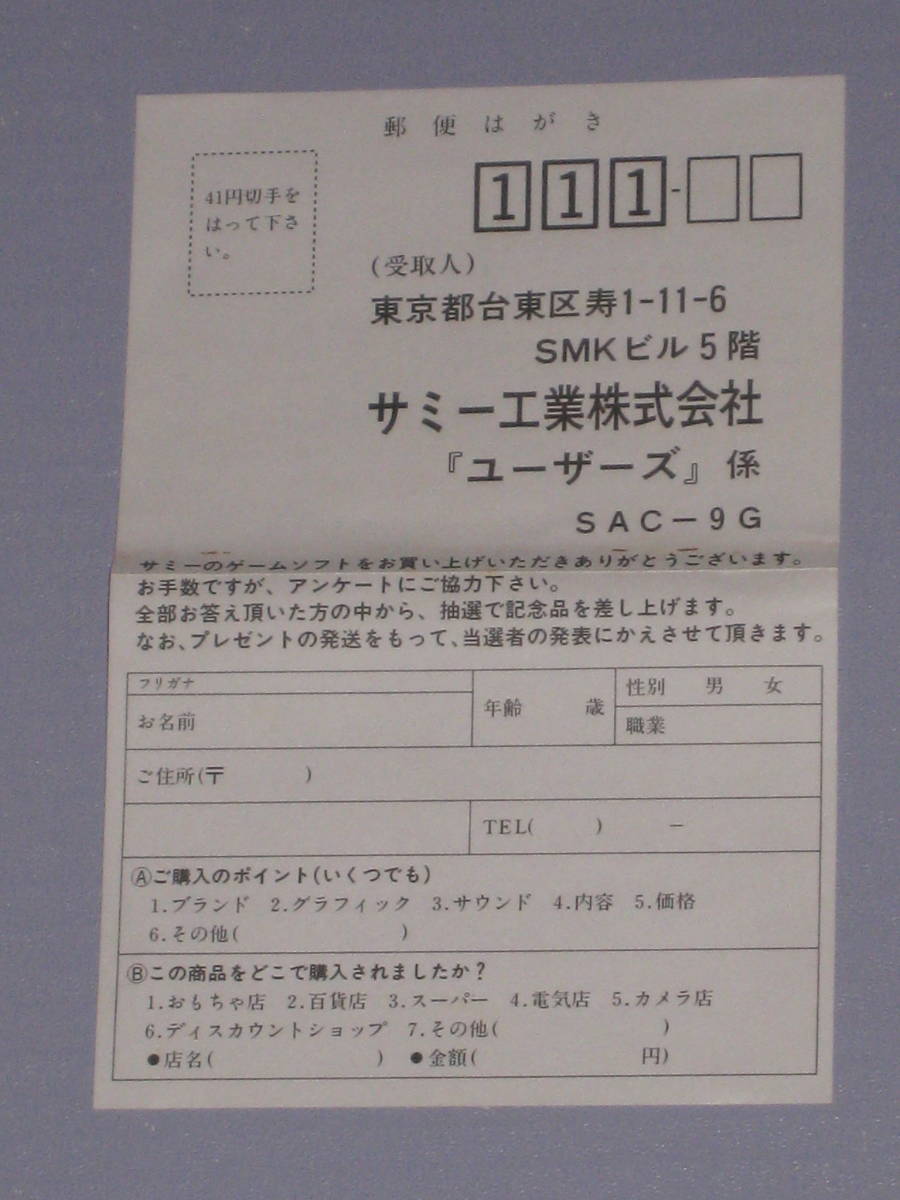 郵便はがき
41円切手を
はって下さ
い。
111-
(受取人)
東京都台東区寿1-11-6
SMKビル5階
サミー工業株式会社
『ユーザーズ』係
SAC-9G
サミーのゲームソフトをお買い上げいただきありがとうございます。
お手数ですが、アンケートにご協力下さい。
全部お答え頂いた方の中から、抽選で記念品を差し上げます。
なお、プレゼントの発送をもって、当選者の発表にかえさせて頂きます。
フリガナ
お名前
年齢 歳
性別 男 女
職業
ご住所(〒 )
TEL( ) －
Ⓐご購入のポイント(いくつでも)
1.ブランド 2.グラフィック 3.サウンド 4.内容 5.価格
6.その他( )
Ⓑこの商品をどこで購入されましたか？
1.おもちゃ店 2.百貨店 3.スーパー 4.電気店 5.カメラ店
6.ディスカウントショップ 7.その他( )
●店名( ) ●金額( 円)